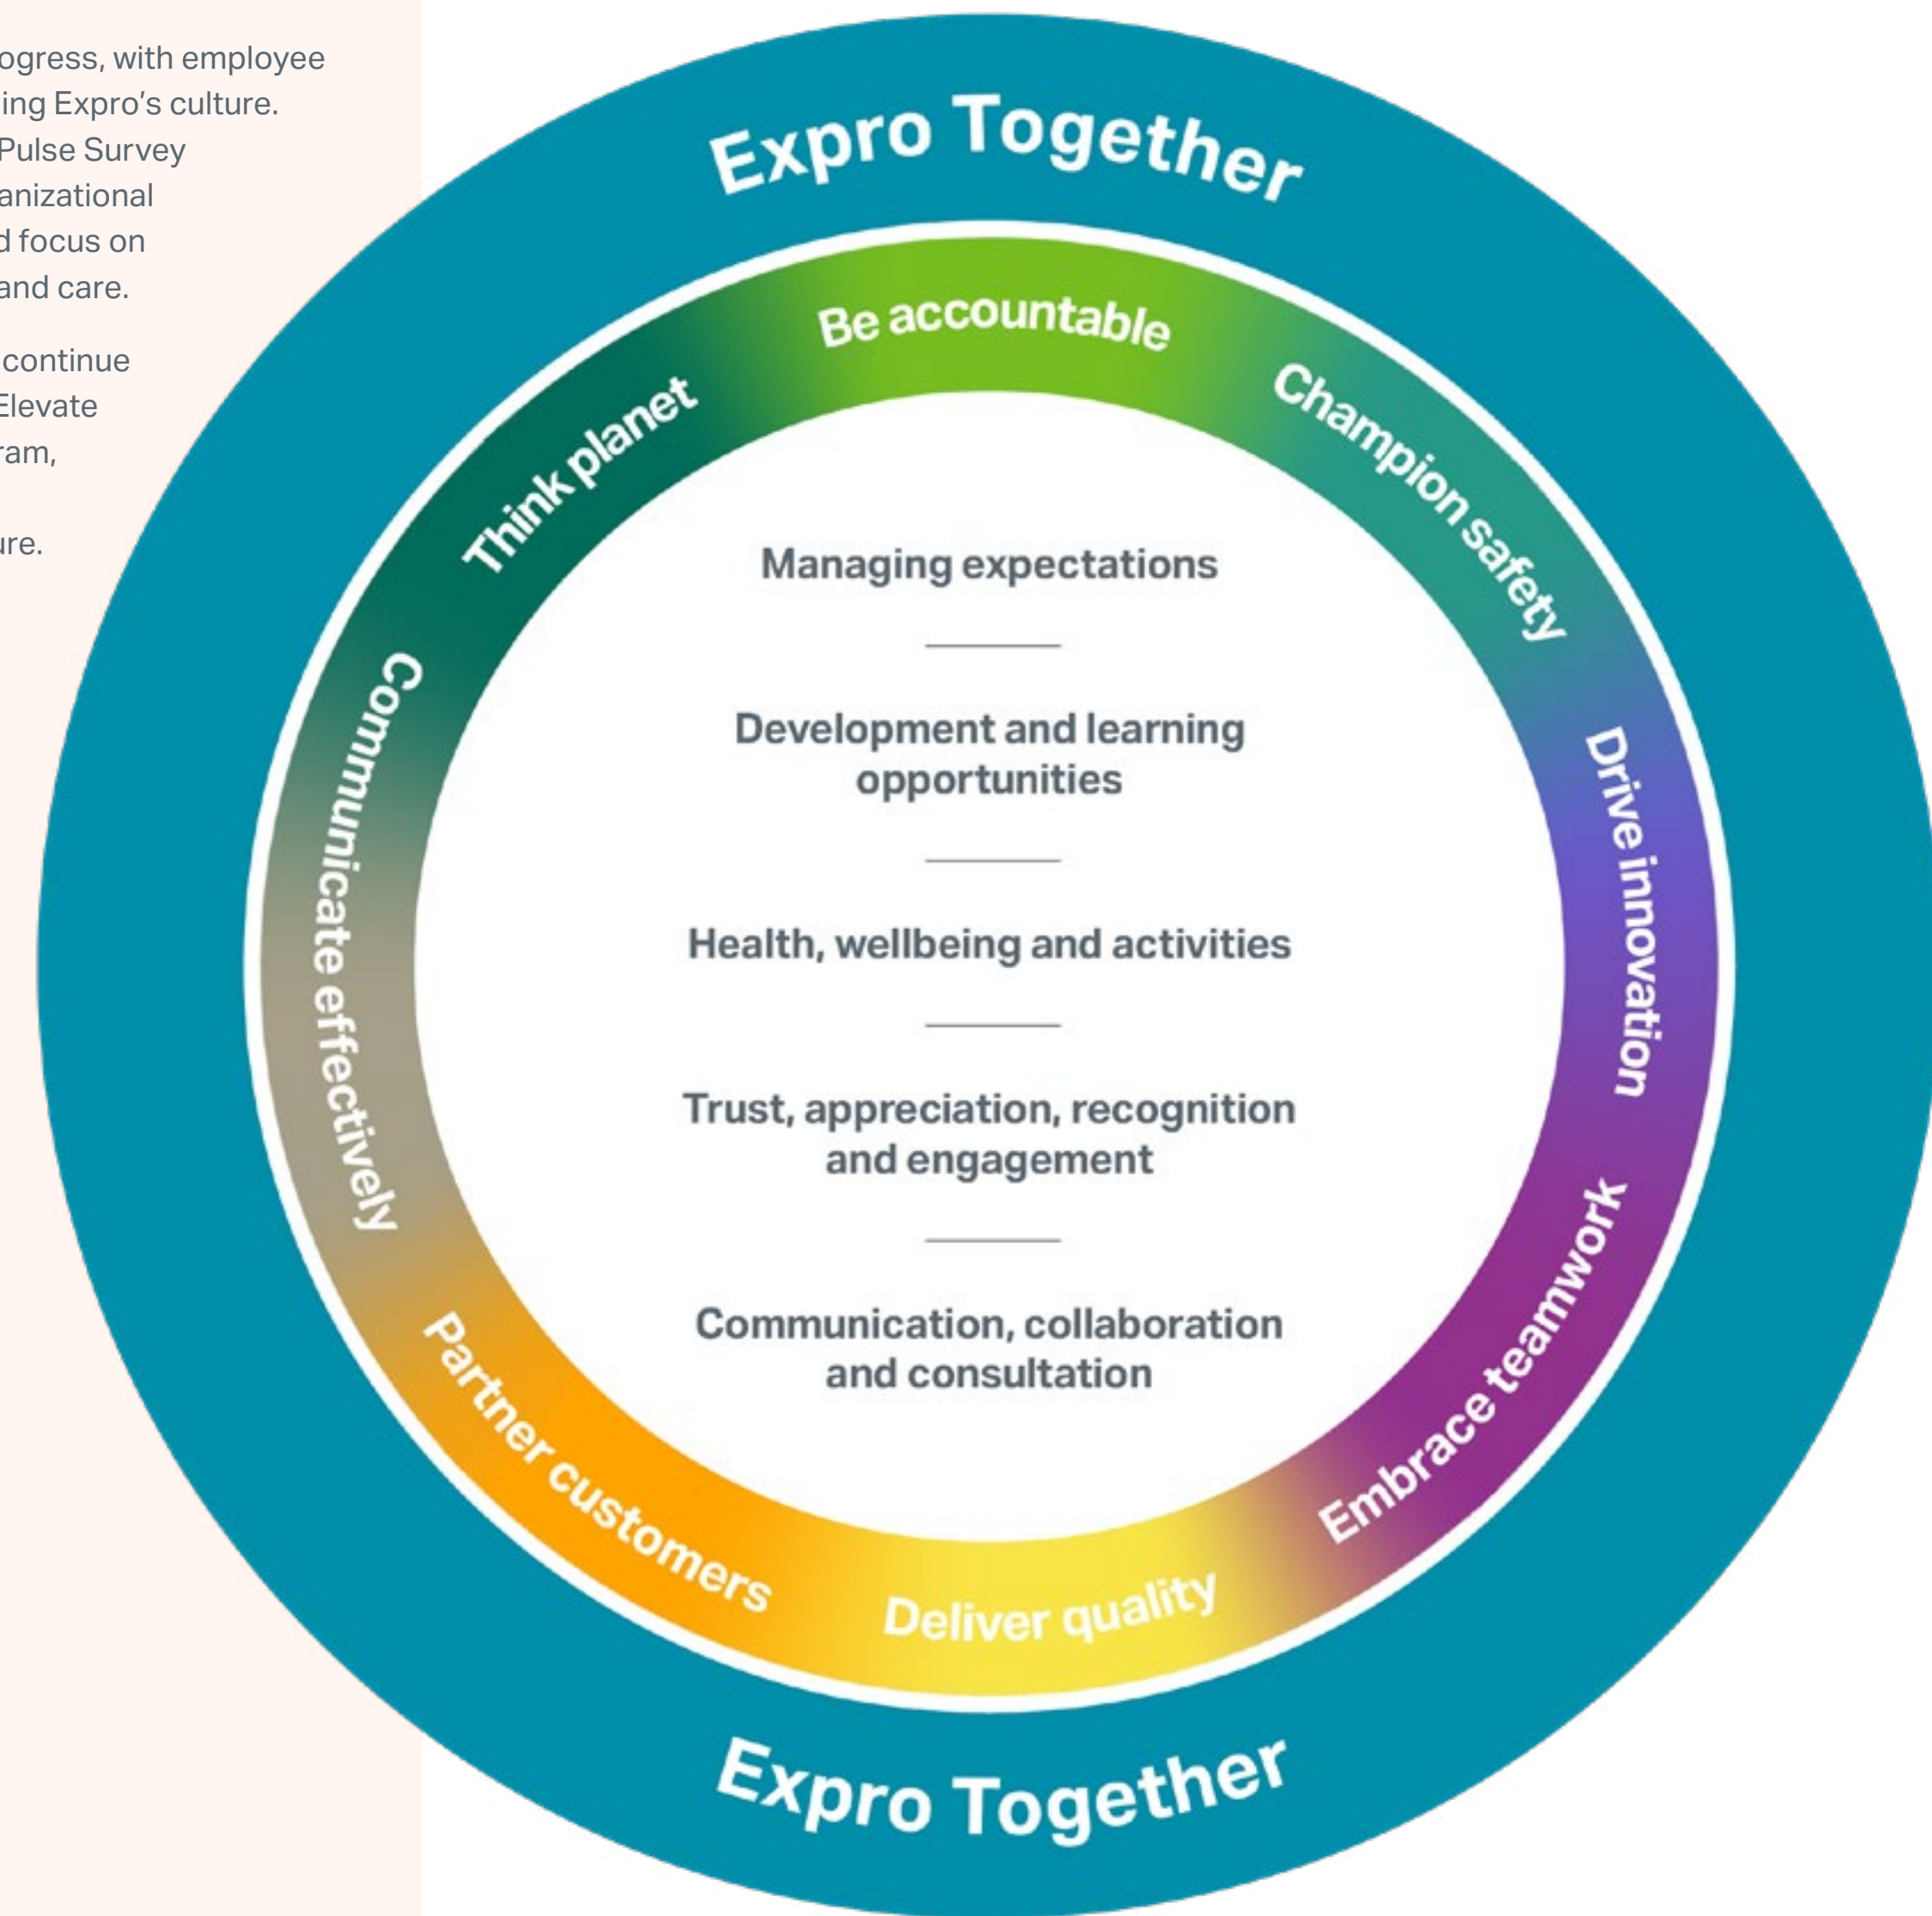 ogress, with employee
ing Expro's culture.
Pulse Survey
anizational
d focus on
and care.
continue
Elevate
ram,
ure.
Expro Together
Be accountable
Champion safety
Drive innovation
Embrace teamwork
Deliver quality
Partner customers
Communicate effectively
Think planet
Managing expectations
Development and learning
opportunities
Health, wellbeing and activities
Trust, appreciation, recognition
and engagement
Communication, collaboration
and consultation
Expro Together